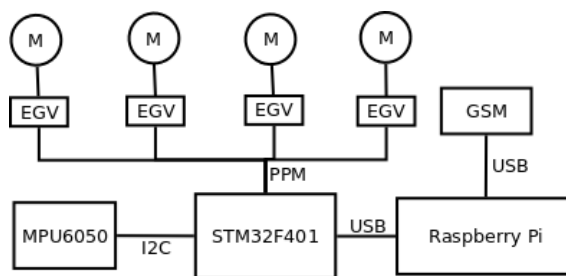 M M M M
EGV EGV EGV EGV
GSM
PPM
USB
MPU6050
I2C
STM32F401
USB
Raspberry Pi